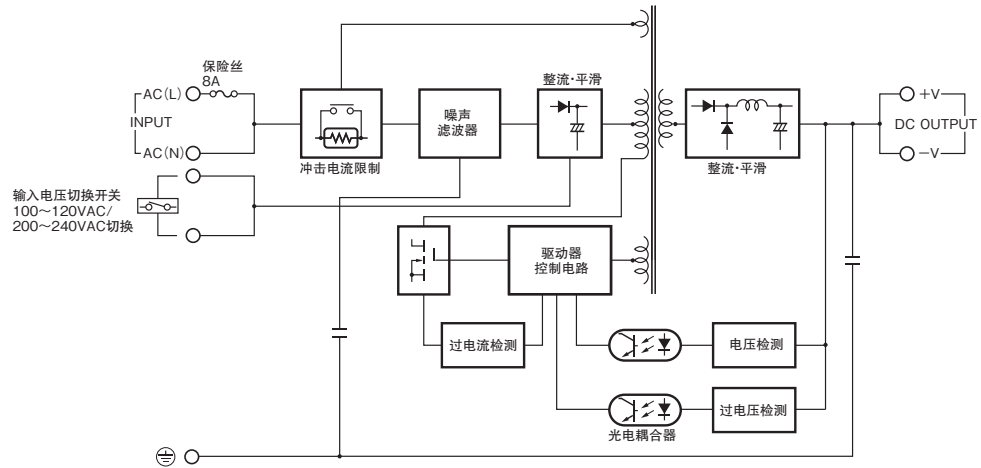 保险丝
8A
AC(L)
INPUT
AC(N)
输入电压切换开关
100～120VAC/
200～240VAC切换
冲击电流限制
噪声
滤波器
整流·平滑
整流·平滑
+V
DC OUTPUT
−V
驱动器
控制电路
过电流检测
电压检测
过电压检测
光电耦合器